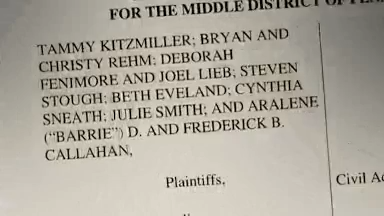 FOR THE MIDDLE DISTRICT OF
TAMMY KITZMILLER; BRYAN AND
CHRISTY REHM; DEBORAH
FENIMORE AND JOEL LIEB; STEVEN
STOUGH; BETH EVELAND; CYNTHIA
SNEATH; JULIE SMITH; AND ARALENE
("BARRIE") D. AND FREDERICK B.
CALLAHAN,
Plaintiffs,
Civil